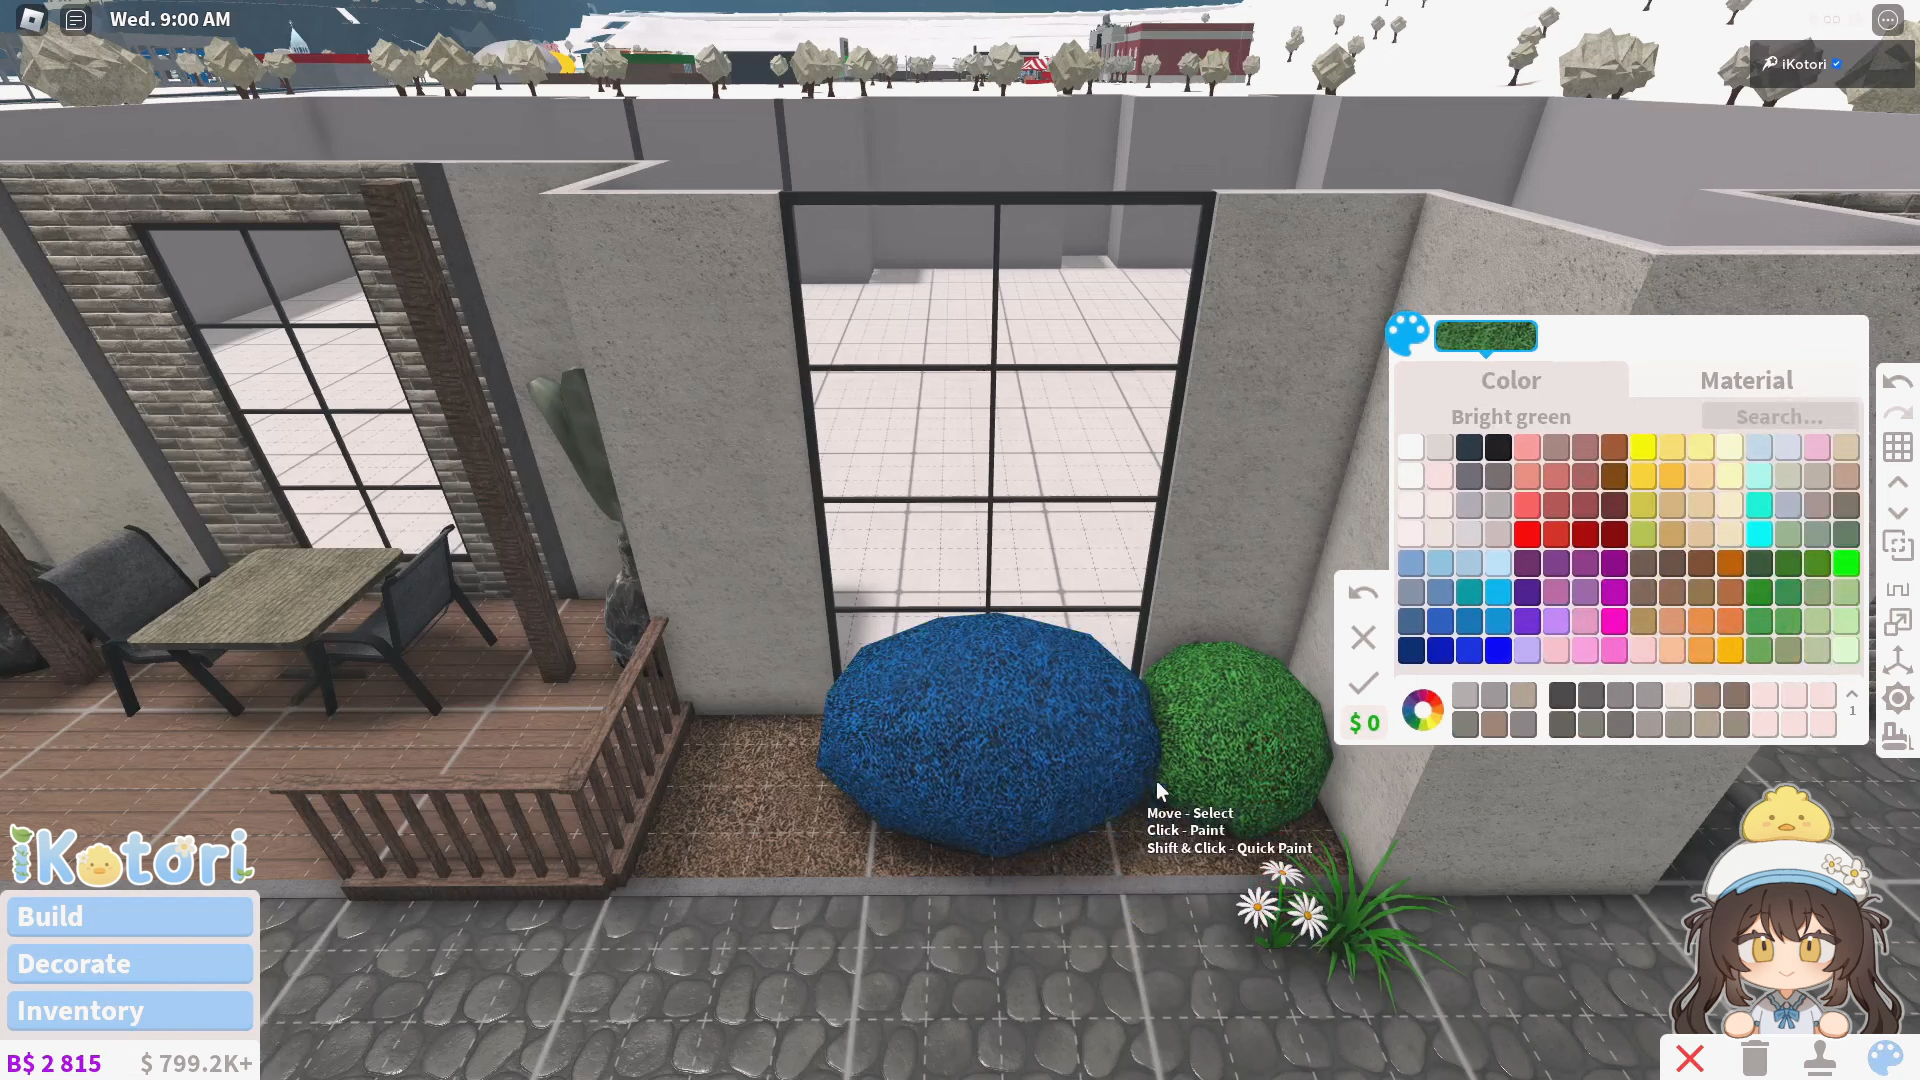 Wed. 9:00 AM
iKotori
Color
Material
Bright green
Search...
$ 0
1
Move - Select
Click - Paint
Shift & Click - Quick Paint
iKotori
Build
Decorate
Inventory
B$ 2 815
$ 799.2K+